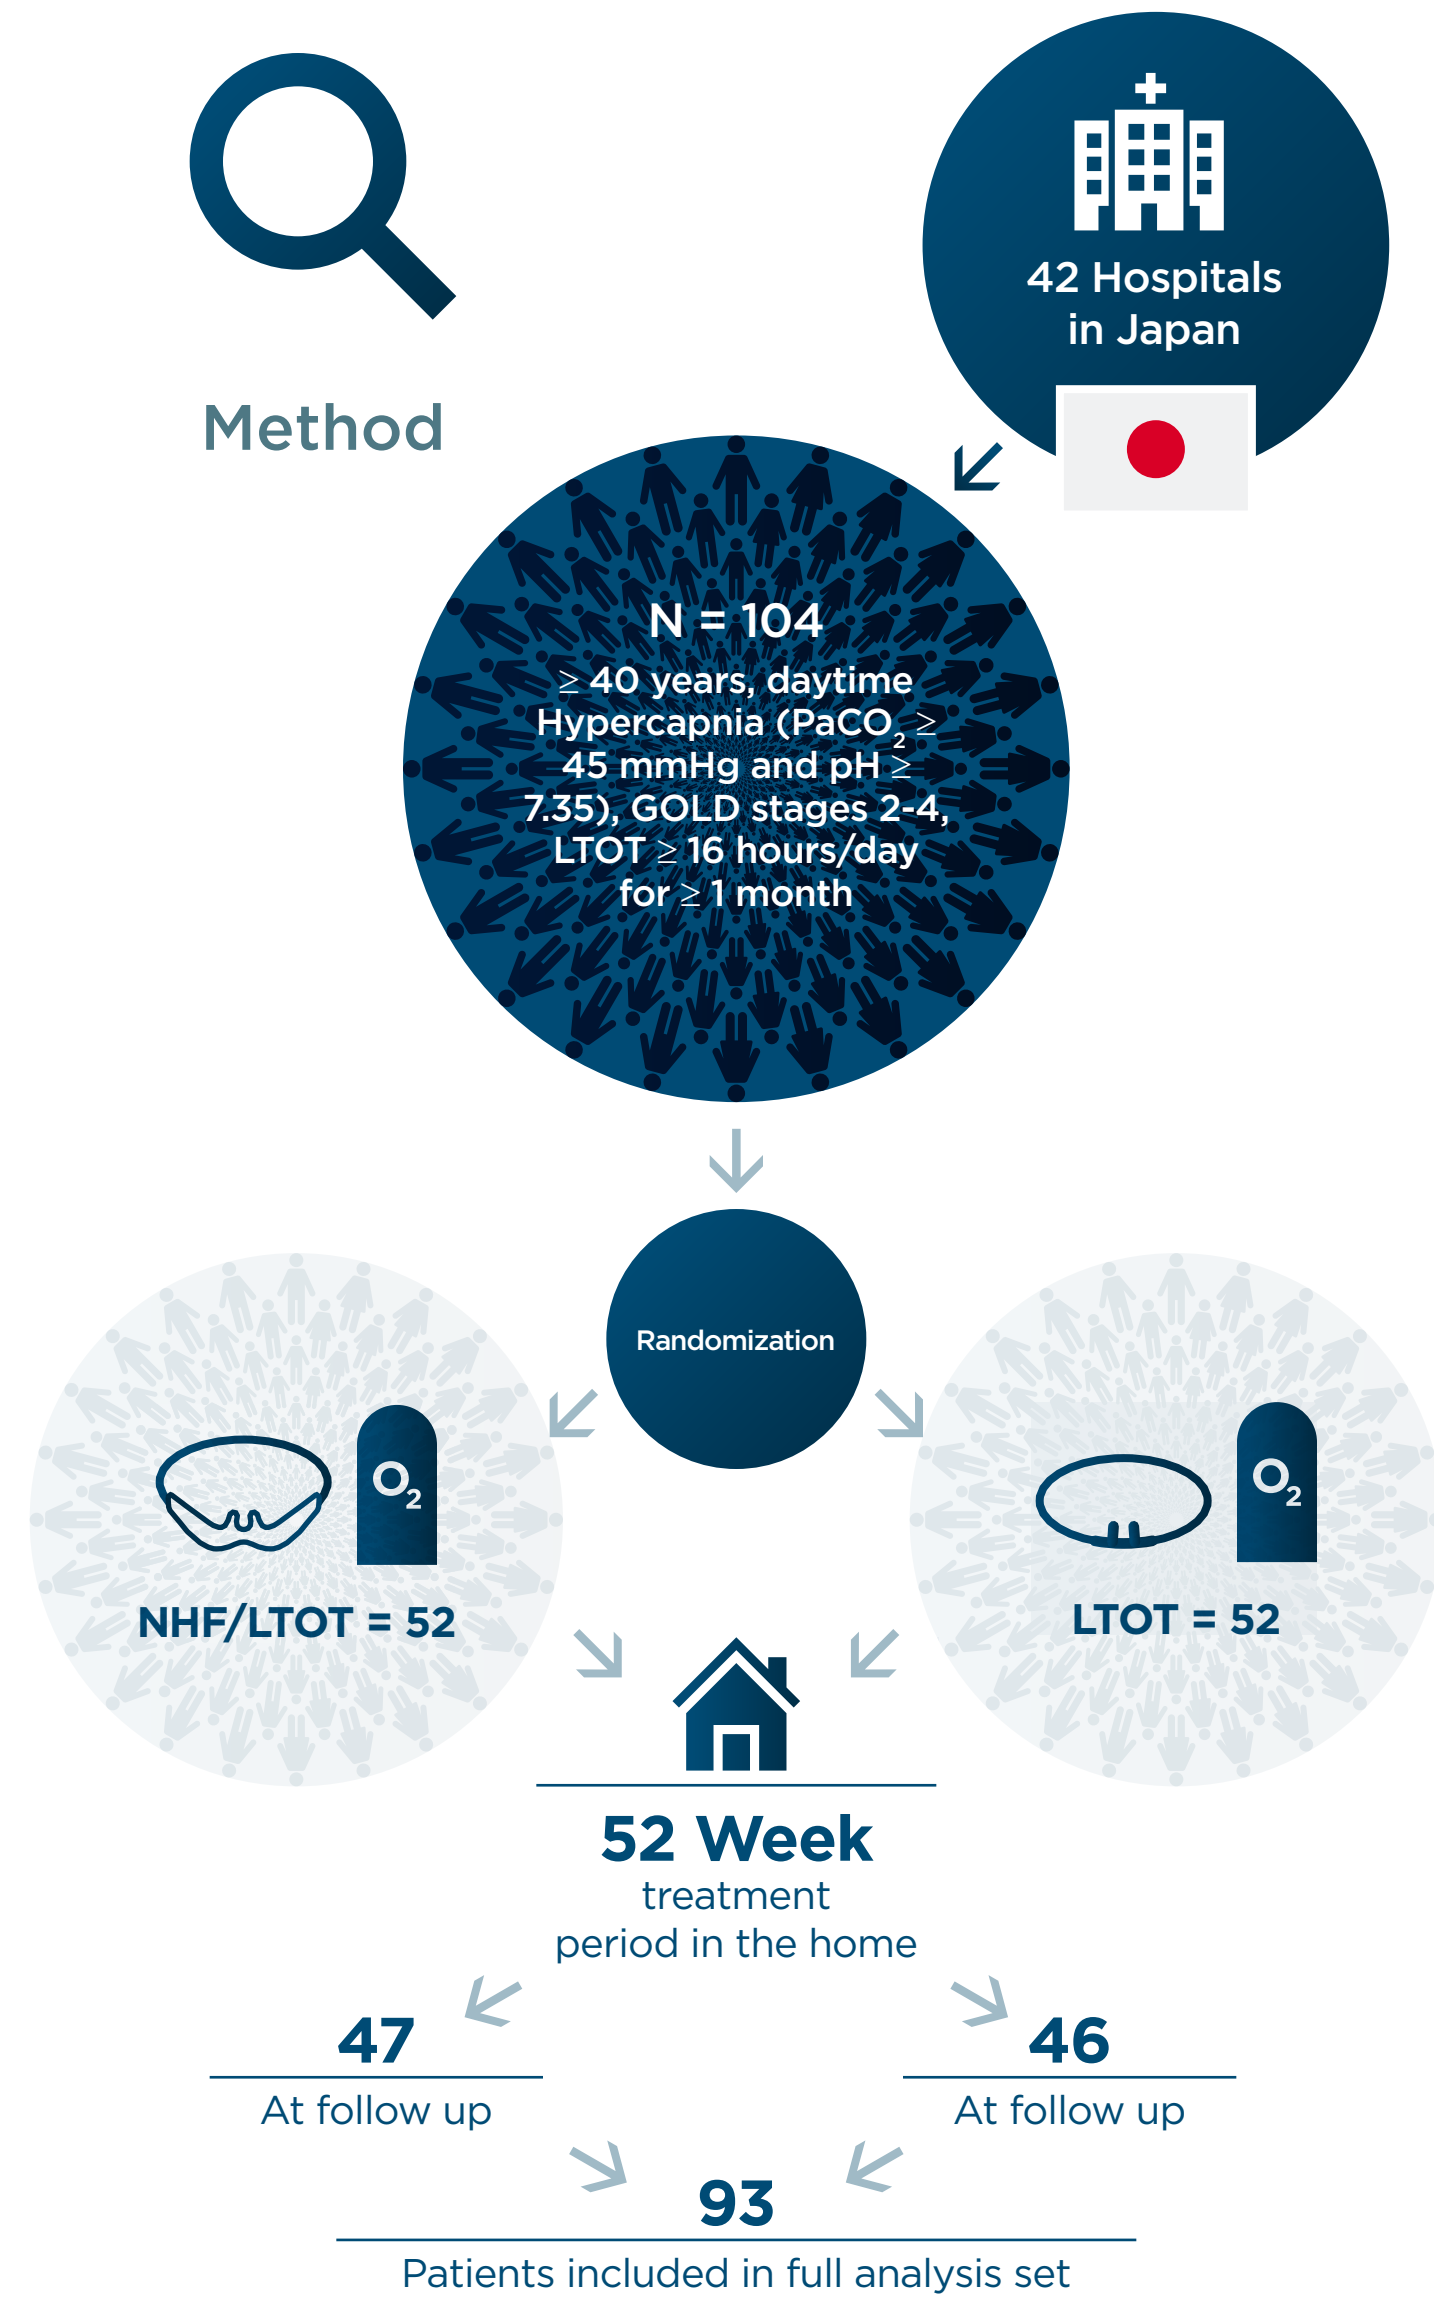 42 Hospitals
in Japan
Method
N = 104
≥ 40 years, daytime
Hypercapnia (PaCO₂ ≥
45 mmHg and pH ≥
7.35), GOLD stages 2-4,
LTOT ≥ 16 hours/day
for ≥ 1 month
Randomization
O₂
NHF/LTOT = 52
O₂
LTOT = 52
52 Week
treatment
period in the home
47
At follow up
46
At follow up
93
Patients included in full analysis set